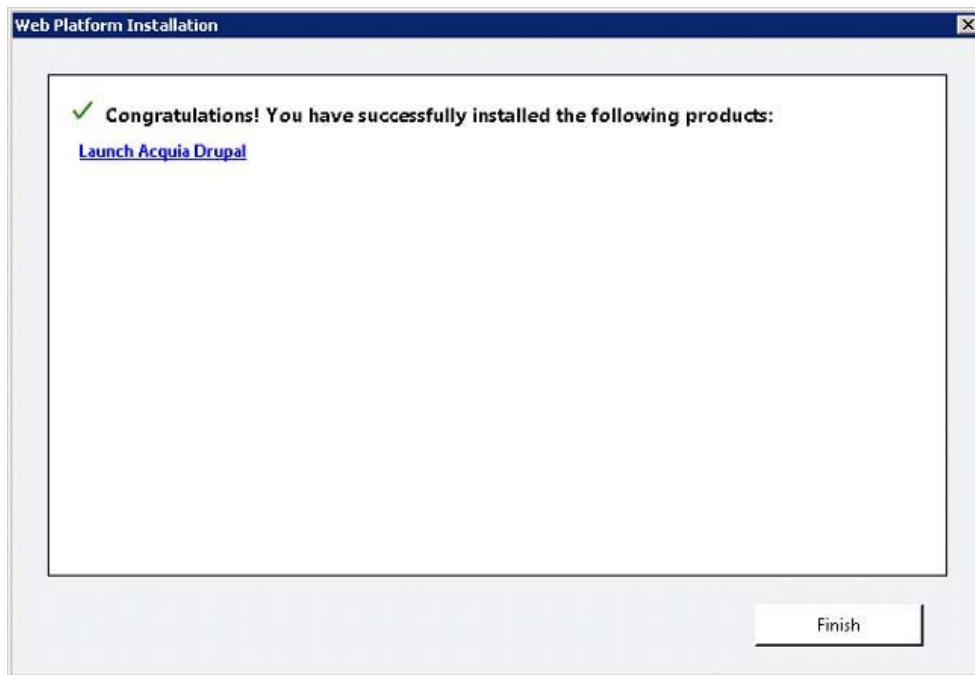 Web Platform Installation
Congratulations! You have successfully installed the following products:
Launch Acquia Drupal
Finish